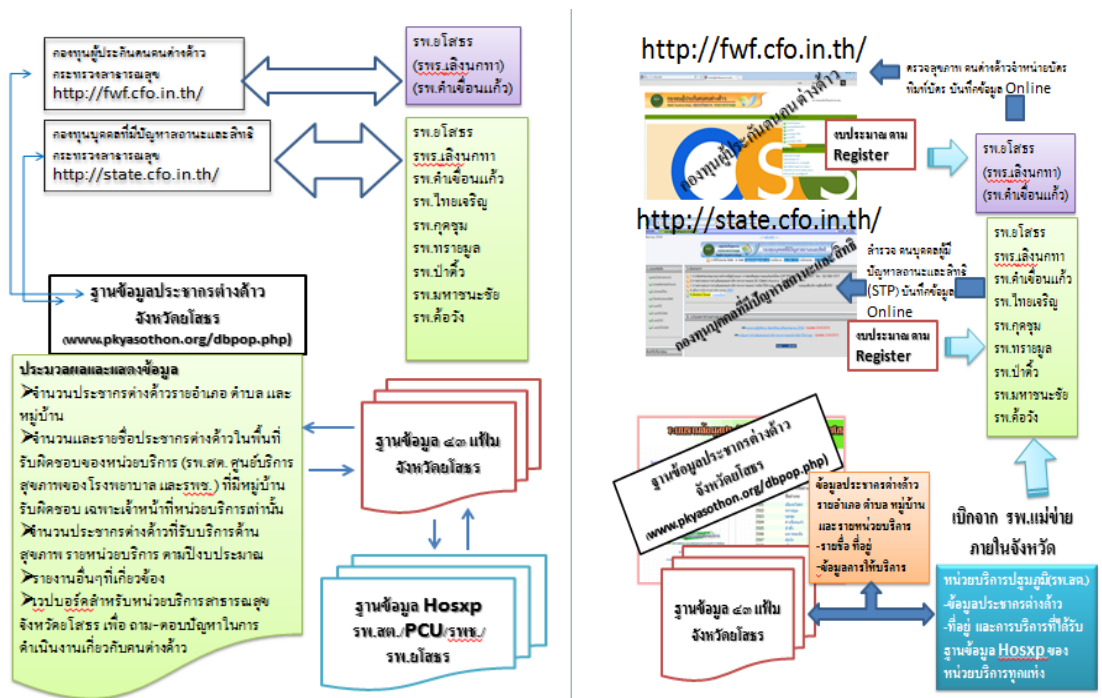 กองทุนผู้ประกันตนคนต่างด้าว
กระทรวงสาธารณสุข
http://fwf.cfo.in.th/
รพ.ยโสธร
(รพร.เลิงนกทา)
(รพ.คำเขื่อนแก้ว)
กองทุนบุคคลที่มีปัญหาสถานะและสิทธิ
กระทรวงสาธารณสุข
http://state.cfo.in.th/
รพ.ยโสธร
รพร.เลิงนกทา
รพ.คำเขื่อนแก้ว
รพ.ไทยเจริญ
รพ.กุดชุม
รพ.ทรายมูล
รพ.ป่าติ้ว
รพ.มหาชนะชัย
รพ.ค้อวัง
ฐานข้อมูลประชากรต่างด้าว
จังหวัดยโสธร
(www.pkyasothon.org/dbpop.php)
ประมวลผลและแสดงข้อมูล
➢จำนวนประชากรต่างด้าวรายอำเภอ ตำบล และ
หมู่บ้าน
➢จำนวนและรายชื่อประชากรต่างด้าวในพื้นที่
รับผิดชอบของหน่วยบริการ (รพ.สต. ศูนย์บริการ
สุขภาพของโรงพยาบาล และรพช.) ที่มีหมู่บ้าน
รับผิดชอบ เฉพาะเจ้าหน้าที่หน่วยบริการเท่านั้น
➢จำนวนประชากรต่างด้าวที่รับบริการด้าน
สุขภาพ รายหน่วยบริการ ตามปีงบประมาณ
➢รายงานอื่นๆที่เกี่ยวข้อง
➢เวปบอร์ดสำหรับหน่วยบริการสาธารณสุข
จังหวัดยโสธร เพื่อ ถาม-ตอบปัญหาในการ
ดำเนินงานเกี่ยวกับคนต่างด้าว
ฐานข้อมูล ๔๓ แฟ้ม
จังหวัดยโสธร
ฐานข้อมูล Hosxp
รพ.สต./PCU/รพช./
รพ.ยโสธร
http://fwf.cfo.in.th/
ตรวจสุขภาพ คนต่างด้าวจำหน่ายบัตร
พิมพ์บัตร บันทึกข้อมูล Online
กองทุนผู้ประกันตนคนต่างด้าว
งบประมาณ ตาม
Register
รพ.ยโสธร
(รพร.เลิงนกทา)
(รพ.คำเขื่อนแก้ว)
http://state.cfo.in.th/
กองทุนบุคคลที่มีปัญหาสถานะและสิทธิ
สำรวจ คนบุคคลผู้มี
ปัญหาสถานะและสิทธิ
(STP) บันทึกข้อมูล
Online
งบประมาณ ตาม
Register
รพ.ยโสธร
รพร.เลิงนกทา
รพ.คำเขื่อนแก้ว
รพ.ไทยเจริญ
รพ.กุดชุม
รพ.ทรายมูล
รพ.ป่าติ้ว
รพ.มหาชนะชัย
รพ.ค้อวัง
ฐานข้อมูลประชากรต่างด้าว
จังหวัดยโสธร
(www.pkyasothon.org/dbpop.php)
ข้อมูลประชากรต่างด้าว
รายอำเภอ ตำบล หมู่บ้าน
และ รายหน่วยบริการ
-รายชื่อ ที่อยู่
-ข้อมูลการให้บริการ
ฐานข้อมูล ๔๓ แฟ้ม
จังหวัดยโสธร
เบิกจาก รพ.แม่ข่าย
ภายในจังหวัด
หน่วยบริการปฐมภูมิ(รพ.สต.)
-ข้อมูลประชากรต่างด้าว
-ที่อยู่ และการบริการที่ได้รับ
ฐานข้อมูล Hosxp ของ
หน่วยบริการทุกแห่ง